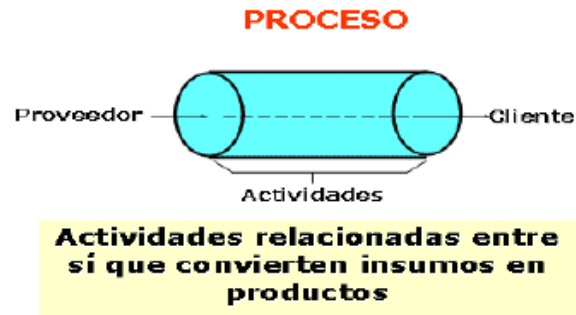 PROCESO
Proveedor
Cliente
Actividades
Actividades relacionadas entre
sí que convierten insumos en
productos